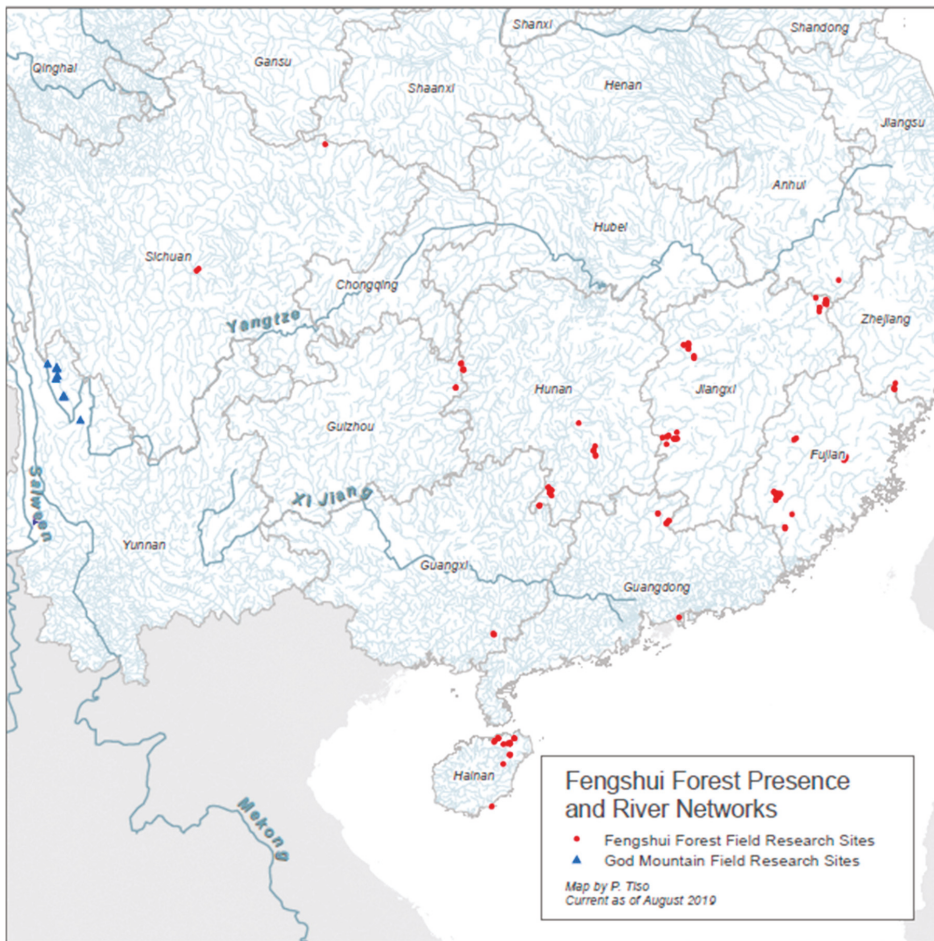 Shanxi
Shandong
Gansu
Qinghai
Shaanxi
Henan
Jiangsu
Anhui
Hubei
Sichuan
Chongqing
Yangtze
Zhejiang
Hunan
Jiangxi
Guizhou
Fujian
Salween
Xi Jiang
Yunnan
Guangxi
Guangdong
Hainan
Mekong
Fengshui Forest Presence
and River Networks
Fengshui Forest Field Research Sites
God Mountain Field Research Sites
Map by P. Tiso
Current as of August 2019